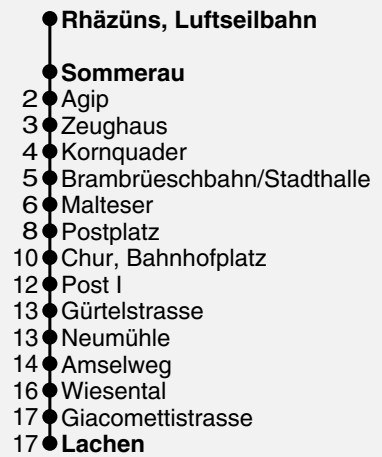 Rhäzüns, Luftseilbahn
Sommerau
2 Agip
3 Zeughaus
4 Kornquader
5 Brambrüeschbahn/Stadthalle
6 Malteser
8 Postplatz
10 Chur, Bahnhofplatz
12 Post I
13 Gürtelstrasse
13 Neumühle
14 Amselweg
16 Wiesental
17 Giacomettistrasse
17 Lachen